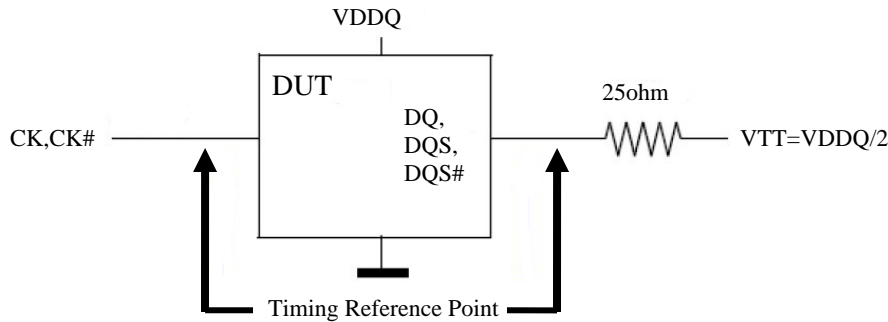 VDDQ
DUT
25ohm
CK,CK#
DQ,
DQS,
DQS#
VTT=VDDQ/2
Timing Reference Point